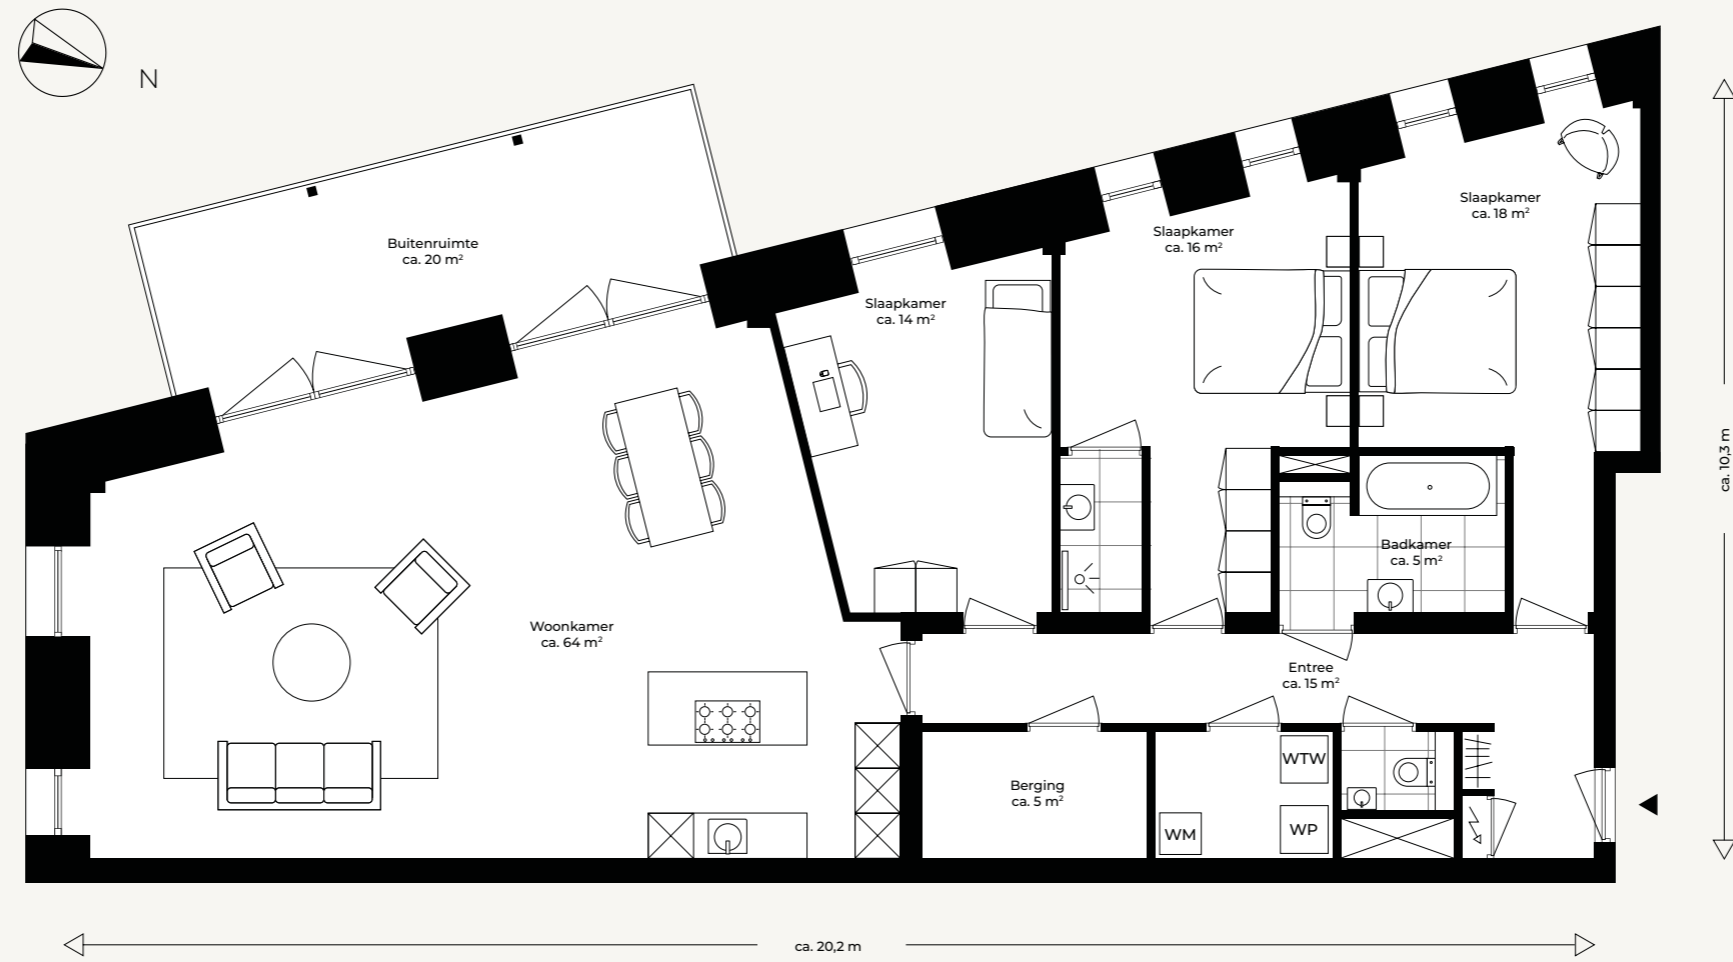 N
Buitenruimte
ca. 20 m²
Slaapkamer
ca. 14 m²
Slaapkamer
ca. 16 m²
Slaapkamer
ca. 18 m²
ca. 10,3 m
Badkamer
ca. 5 m²
Woonkamer
ca. 64 m²
Entree
ca. 15 m²
Berging
ca. 5 m²
WTW
WM
WP
ca. 20,2 m